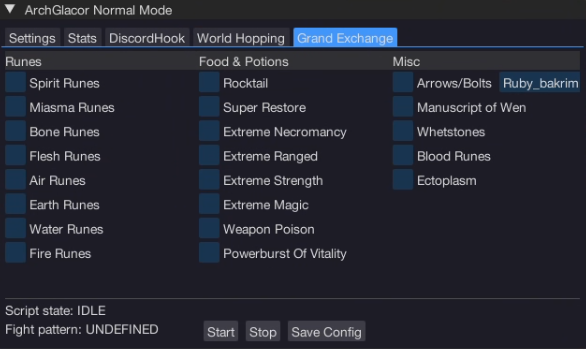 ArchGlacor Normal Mode
Settings Stats DiscordHook World Hopping Grand Exchange
Runes Food & Potions Misc
Spirit Runes Rocktail Arrows/Bolts Ruby_bakrim
Miasma Runes Super Restore Manuscript of Wen
Bone Runes Extreme Necromancy Whetstones
Flesh Runes Extreme Ranged Blood Runes
Air Runes Extreme Strength Ectoplasm
Earth Runes Extreme Magic
Water Runes Weapon Poison
Fire Runes Powerburst Of Vitality
Script state: IDLE
Fight pattern: UNDEFINED Start Stop Save Config